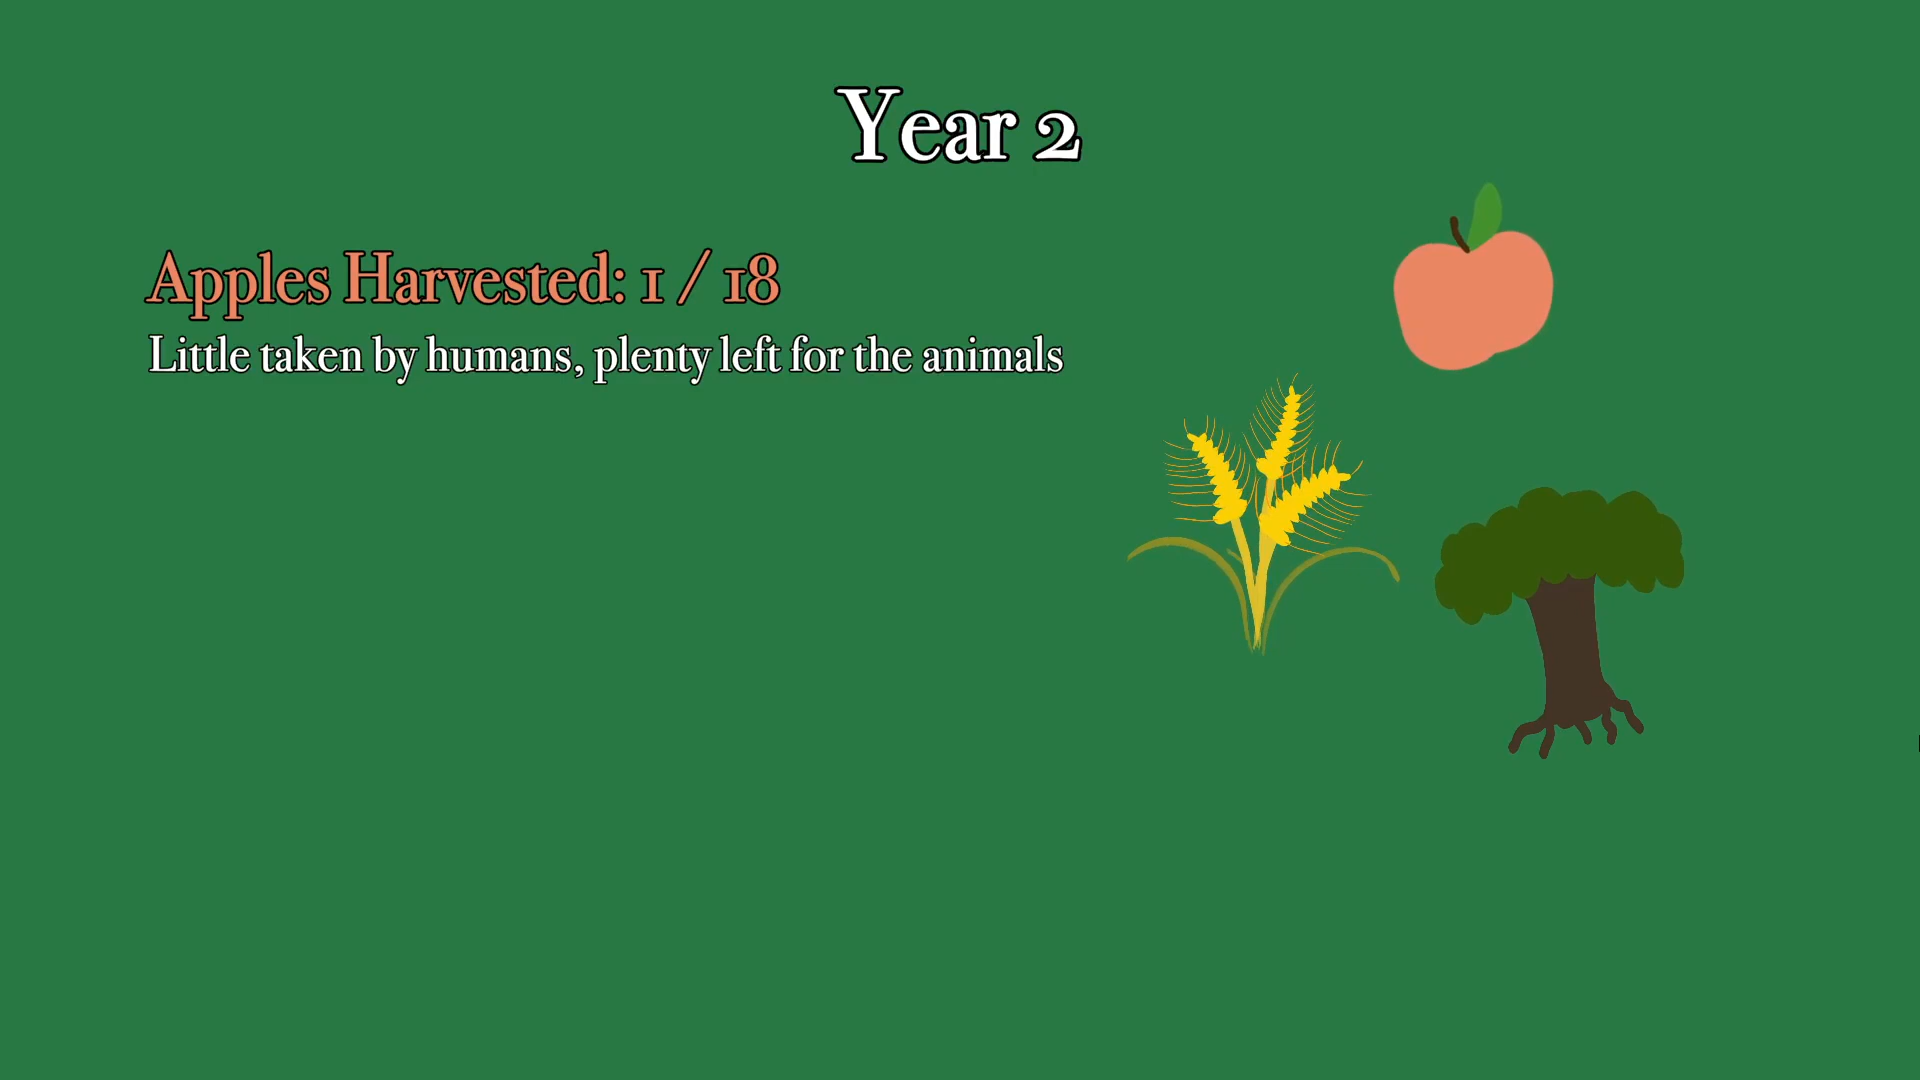 Year 2
Apples Harvested: 1 / 18
Little taken by humans, plenty left for the animals